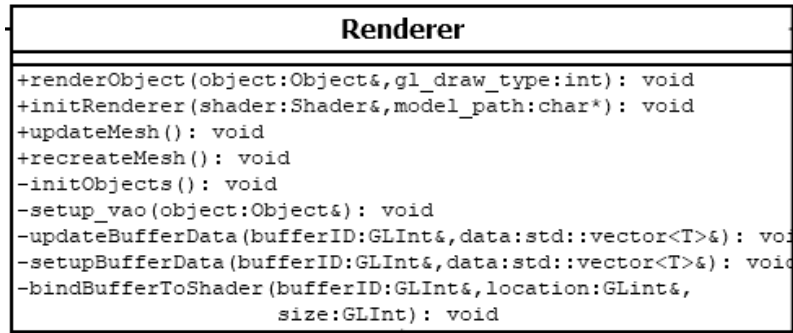 Renderer
+renderObject(object:Object&,gl_draw_type:int): void
+initRenderer(shader:Shader&,model_path:char*): void
+updateMesh(): void
+recreateMesh(): void
-initObjects(): void
-setup_vao(object:Object&): void
-updateBufferData(bufferID:GLInt&,data:std::vector<T>&): voi
-setupBufferData(bufferID:GLInt&,data:std::vector<T>&): void
-bindBufferToShader(bufferID:GLInt&,location:GLint&,
size:GLInt): void